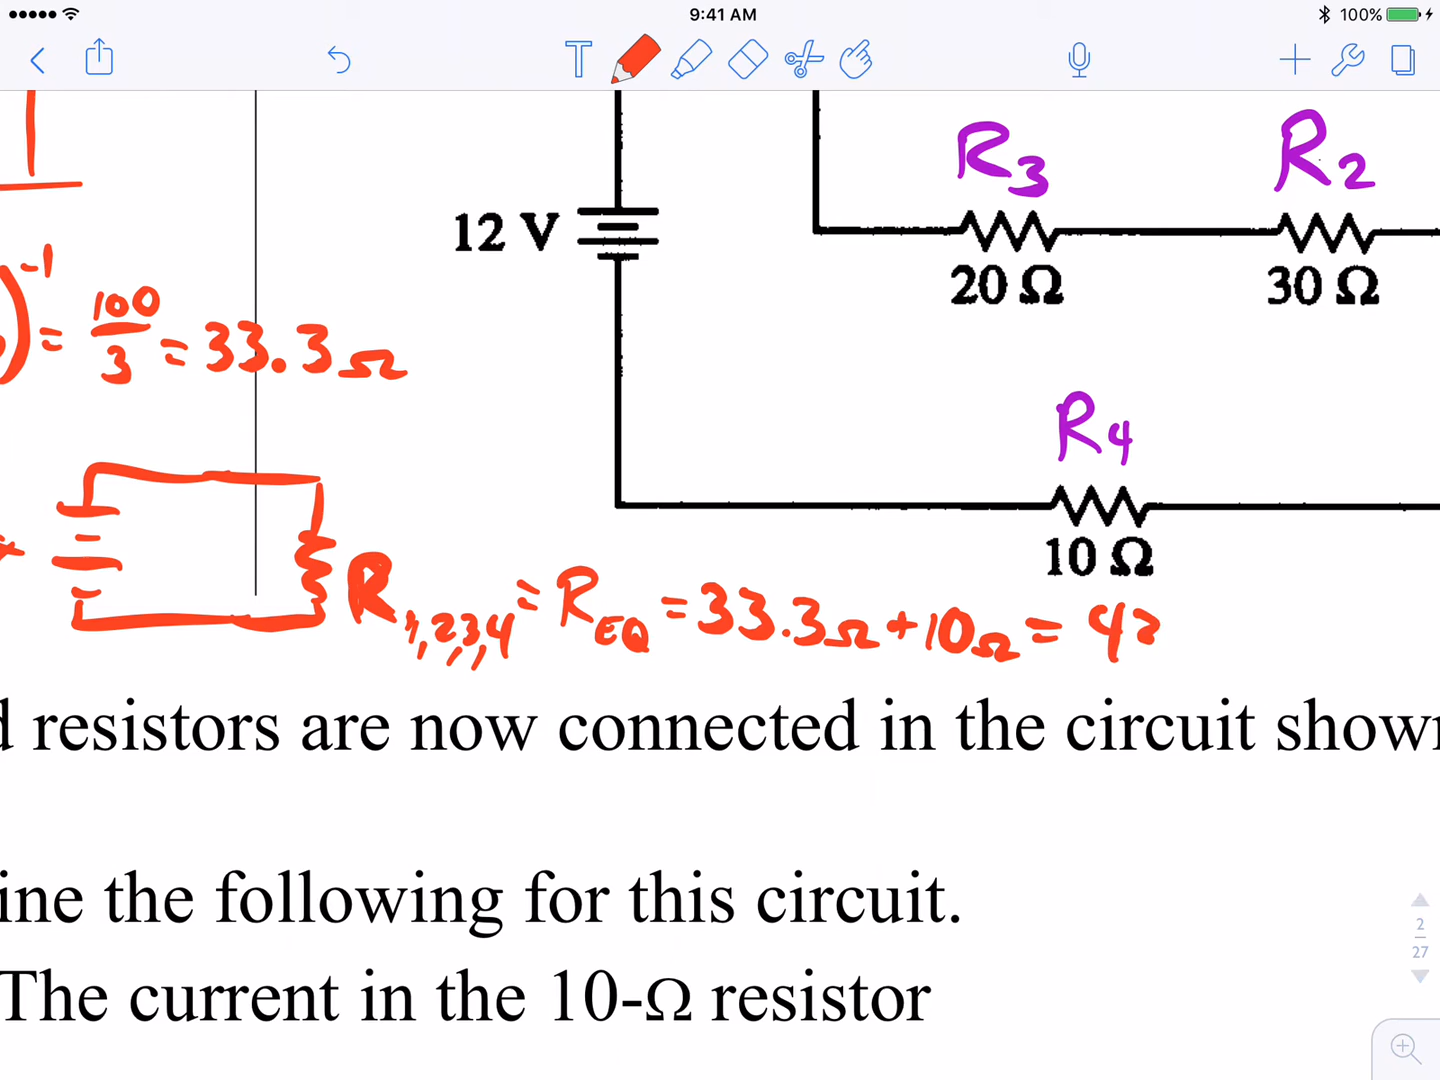 9:41 AM
100%
T
R3
R2
12 V
20 Ω
30 Ω
)⁻¹ = 100/3 = 33.3Ω
R4
10 Ω
R1,2,3,4 = REQ = 33.3Ω + 10Ω = 4
resistors are now connected in the circuit shown
ine the following for this circuit.
The current in the 10-Ω resistor
2
27